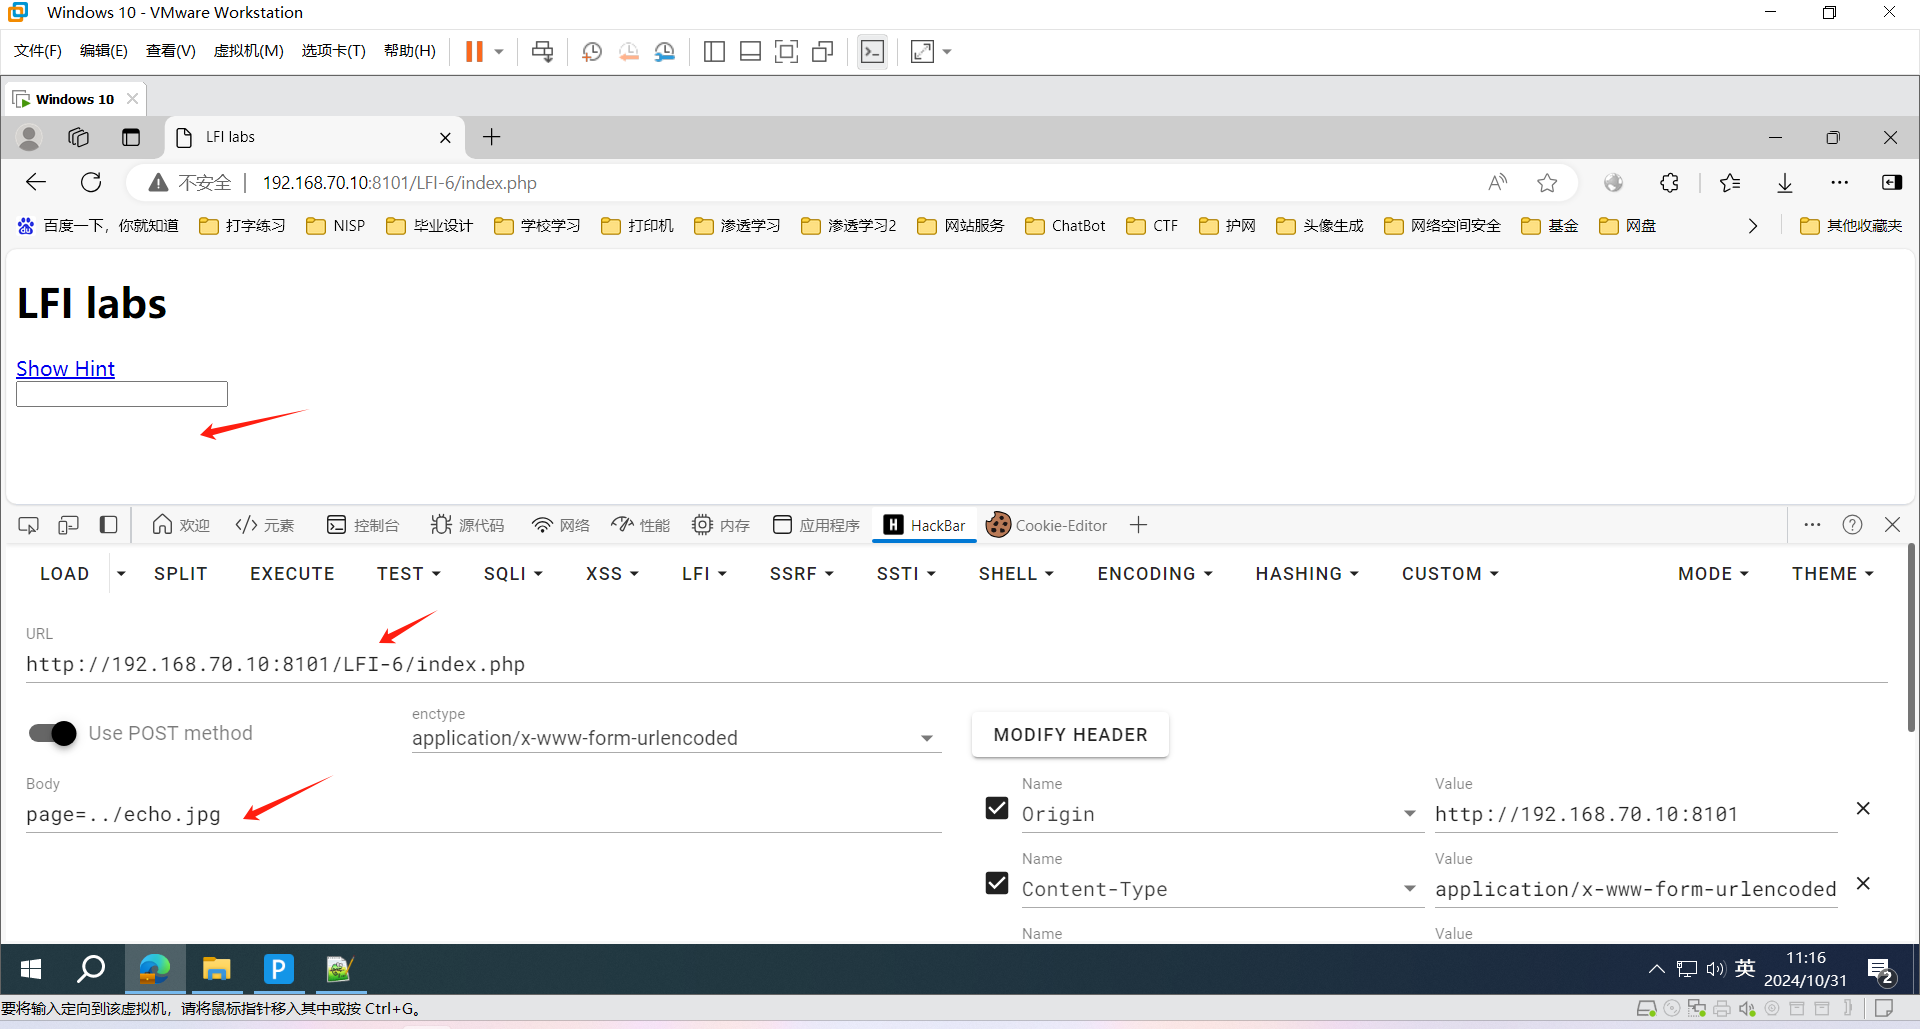 Windows 10 - VMware Workstation
文件(F) 编辑(E) 查看(V) 虚拟机(M) 选项卡(T) 帮助(H)
Windows 10
LFI labs
不安全 192.168.70.10:8101/LFI-6/index.php
百度一下，你就知道 打字练习 NISP 毕业设计 学校学习 打印机 渗透学习 渗透学习2 网站服务 ChatBot CTF 护网 头像生成 网络空间安全 基金 网盘 其他收藏夹
LFI labs
Show Hint
欢迎 元素 控制台 源代码 网络 性能 内存 应用程序 H HackBar Cookie-Editor
LOAD SPLIT EXECUTE TEST SQLI XSS LFI SSRF SSTI SHELL ENCODING HASHING CUSTOM MODE THEME
URL
http://192.168.70.10:8101/LFI-6/index.php
Use POST method
enctype
application/x-www-form-urlencoded
MODIFY HEADER
Body
page=../echo.jpg
Name Value
Origin http://192.168.70.10:8101
Name Value
Content-Type application/x-www-form-urlencoded
Name Value
P
英
11:16
2024/10/31
2
要将输入定向到该虚拟机，请将鼠标指针移入其中或按 Ctrl+G。